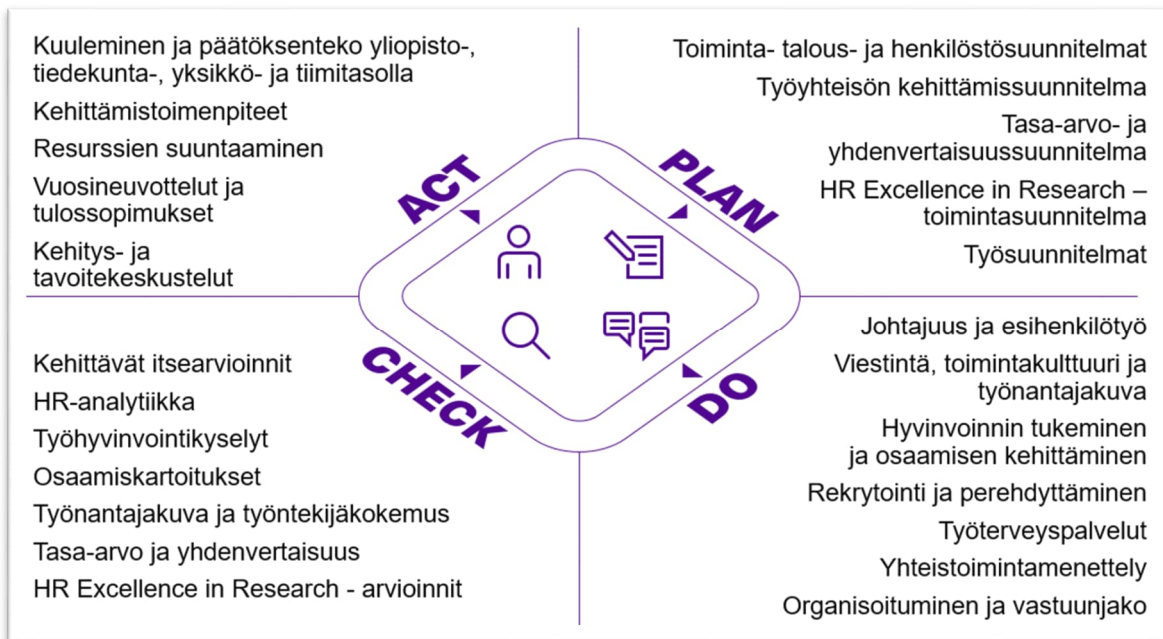 Kuuleminen ja päätöksenteko yliopisto-,
tiedekunta-, yksikkö- ja tiimitasolla
Kehittämistoimenpiteet
Resurssien suuntaaminen
Vuosineuvottelut ja
tulossopimukset
Kehitys- ja
tavoitekeskustelut
ACT
PLAN
Toiminta- talous- ja henkilöstösuunnitelmat
Työyhteisön kehittämissuunnitelma
Tasa-arvo- ja
yhdenvertaisuussuunnitelma
HR Excellence in Research –
toimintasuunnitelma
Työsuunnitelmat
Kehittävät itsearvioinnit
HR-analytiikka
Työhyvinvointikyselyt
Osaamiskartoitukset
Työnantajakuva ja työntekijäkokemus
Tasa-arvo ja yhdenvertaisuus
HR Excellence in Research - arvioinnit
CHECK
DO
Johtajuus ja esihenkilötyö
Viestintä, toimintakulttuuri ja
työnantajakuva
Hyvinvoinnin tukeminen
ja osaamisen kehittäminen
Rekrytointi ja perehdyttäminen
Työterveyspalvelut
Yhteistoimintamenettely
Organisoituminen ja vastuunjako